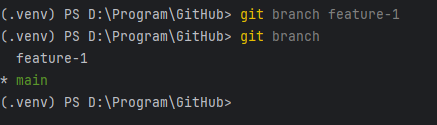 (.venv) PS D:\Program\GitHub> git branch feature-1
(.venv) PS D:\Program\GitHub> git branch
  feature-1
* main
(.venv) PS D:\Program\GitHub>